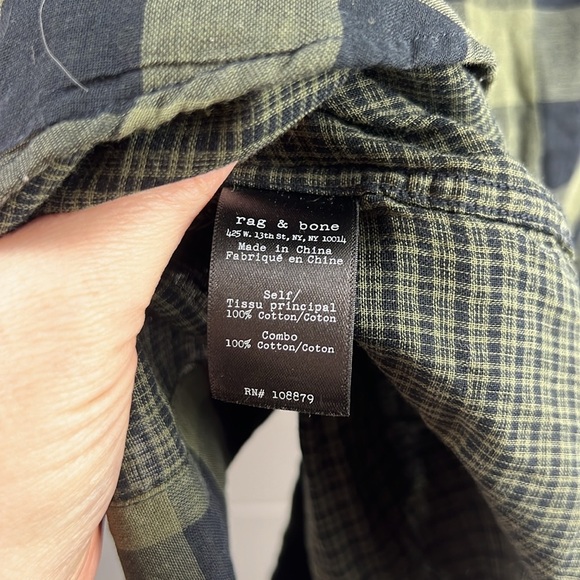 rag & bone
425 W. 13th St, NY, NY 10014
Made in China
Fabriqué en Chine
Self/
Tissu principal
100% Cotton/Coton
Combo
100% Cotton/Coton
RN# 108879